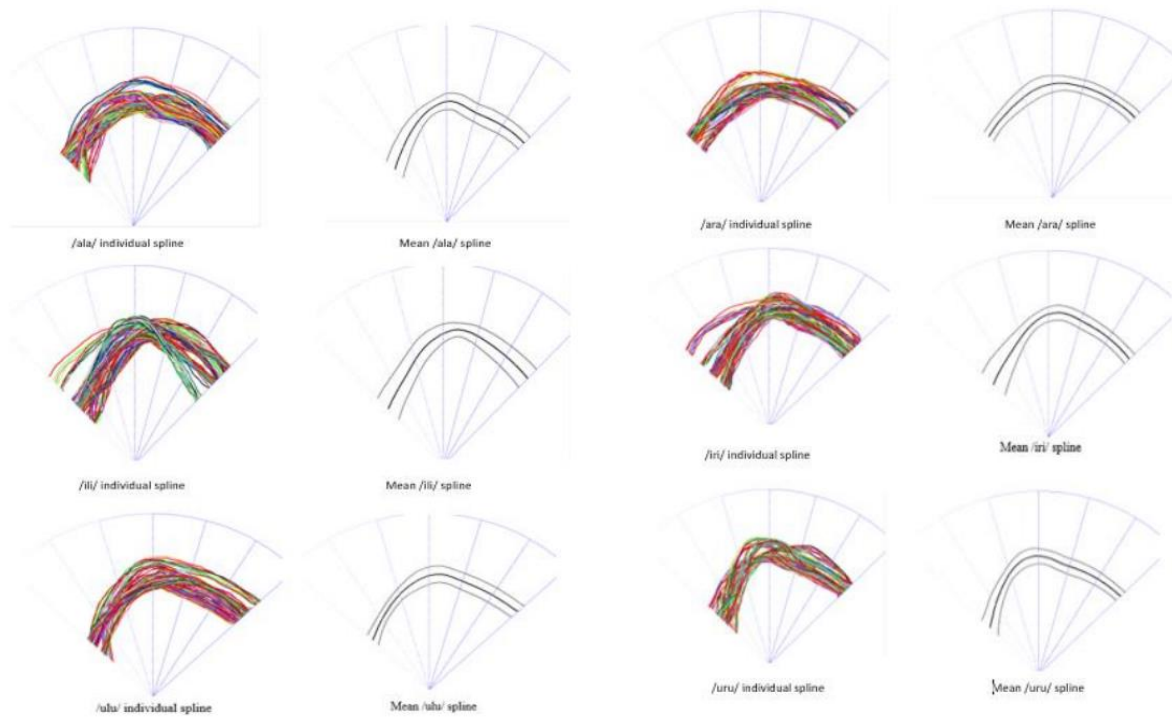 /ala/ individual spline
Mean /ala/ spline
/ara/ individual spline
Mean /ara/ spline
/ili/ individual spline
Mean /ili/ spline
/iri/ individual spline
Mean /iri/ spline
/ulu/ individual spline
Mean /ulu/ spline
/uru/ individual spline
Mean /uru/ spline